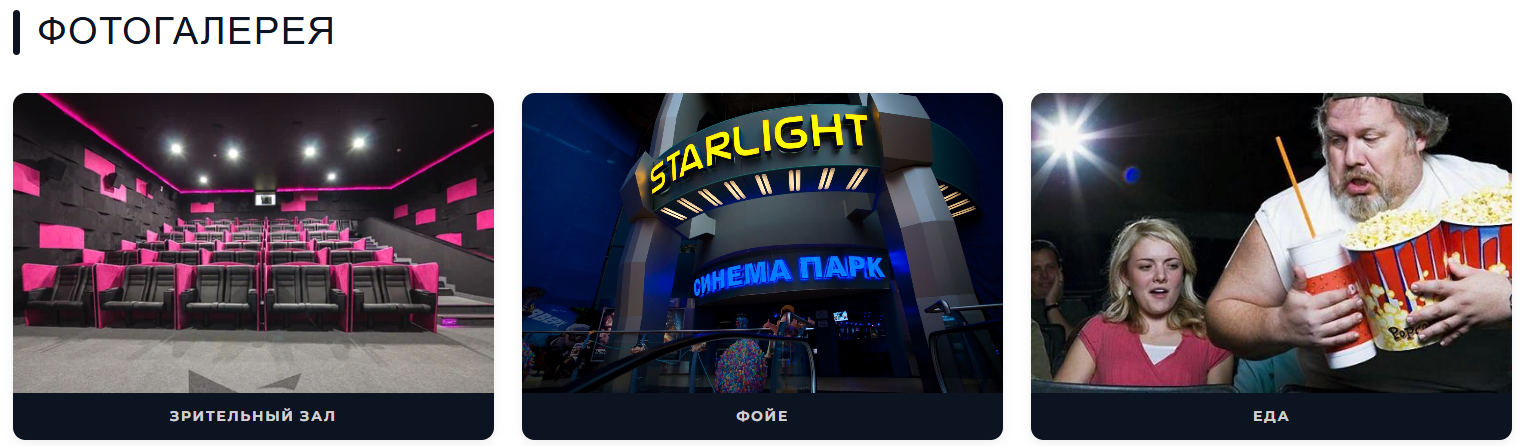 ФОТОГАЛЕРЕЯ
STARLIGHT
СИНЕМА ПАРК
ЗРИТЕЛЬНЫЙ ЗАЛ
ФОЙЕ
ЕДА